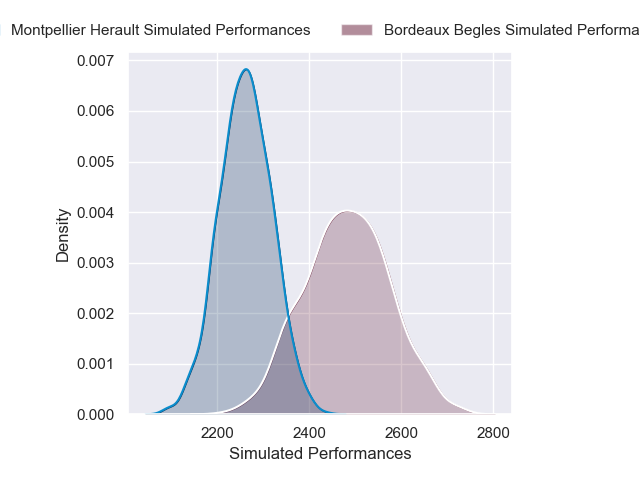 Montpellier Herault Simulated Performances Bordeaux Begles Simulated Performa
0.007
0.006
0.005
0.004
0.003
0.002
0.001
0.000
Density
2200 2400 2600 2800
Simulated Performances